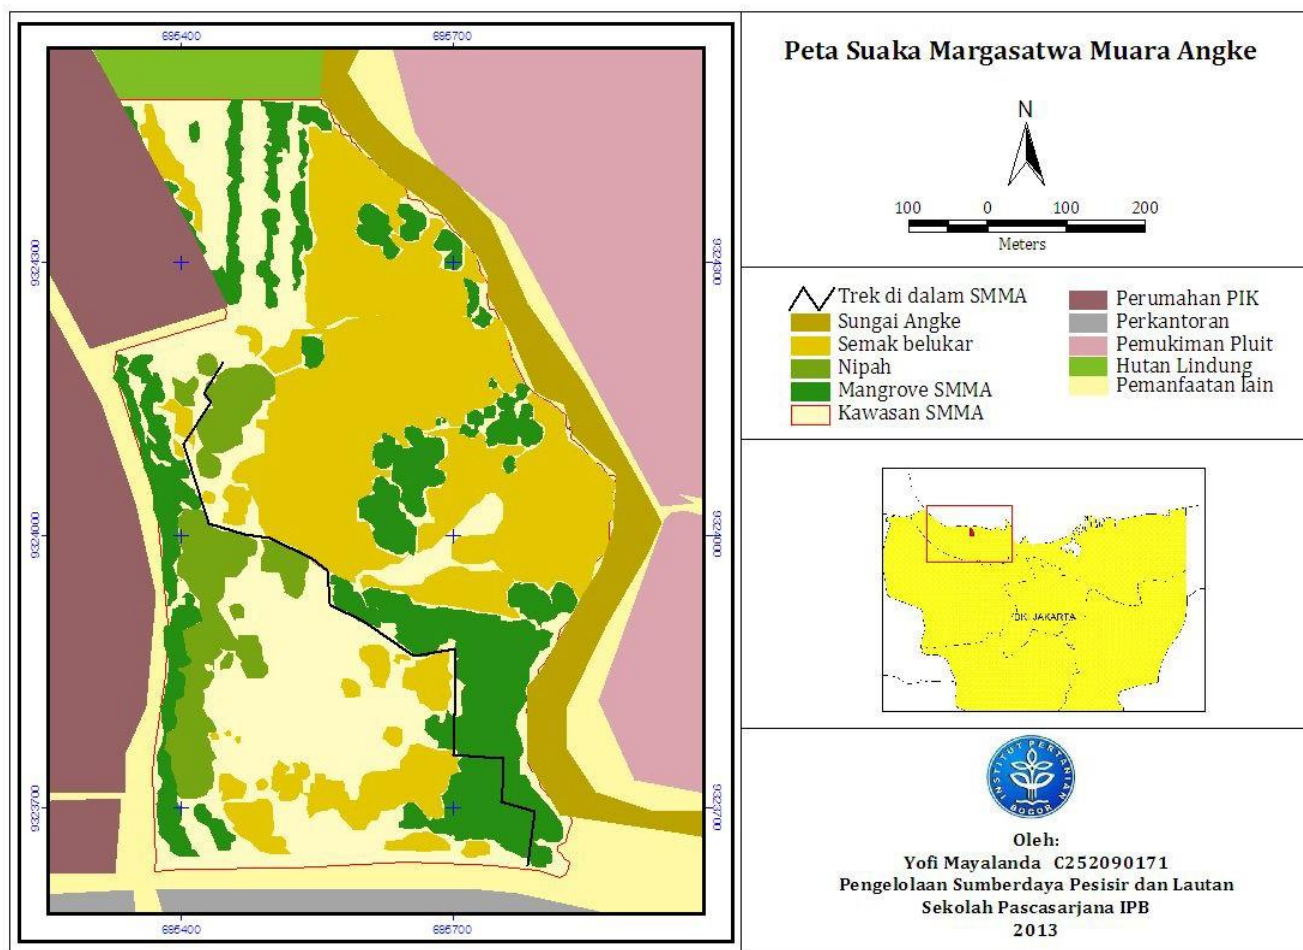 695400 695700
9324300 9324300
9324000 9324000
9323700 9323700
695400 695700
Peta Suaka Margasatwa Muara Angke
N
100 0 100 200
Meters
Trek di dalam SMMA
Sungai Angke
Semak belukar
Nipah
Mangrove SMMA
Kawasan SMMA
Perumahan PIK
Perkantoran
Pemukiman Pluit
Hutan Lindung
Pemanfaatan lain
DKI JAKARTA
INSTITUT PERTANIAN
BOGOR
Oleh:
Yofi Mayalanda C252090171
Pengelolaan Sumberdaya Pesisir dan Lautan
Sekolah Pascasarjana IPB
2013